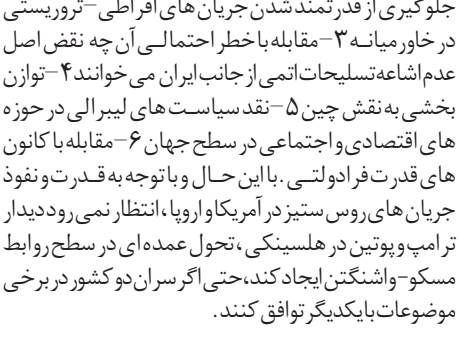 جلوگیری از قدرتمند شدن جریان های افراطی-تروریستی
در خاورمیانه ۳-مقابله با خطر احتمالی آن چه نقض اصل
عدم اشاعه تسلیحات اتمی از جانب ایران می خوانند ۴-توازن
بخشی به نقش چین ۵-نقد سیاست های لیبرالی در حوزه
های اقتصادی و اجتماعی در سطح جهان ۶-مقابله با کانون
های قدرت فرادولتی. با این حال و با توجه به قدرت و نفوذ
جریان های روس ستیز در آمریکا و اروپا، انتظار نمی رود دیدار
ترامپ و پوتین در هلسینکی، تحول عمده ای در سطح روابط
مسکو-واشنگتن ایجاد کند، حتی اگر سران دو کشور در برخی
موضوعات با یکدیگر توافق کنند.